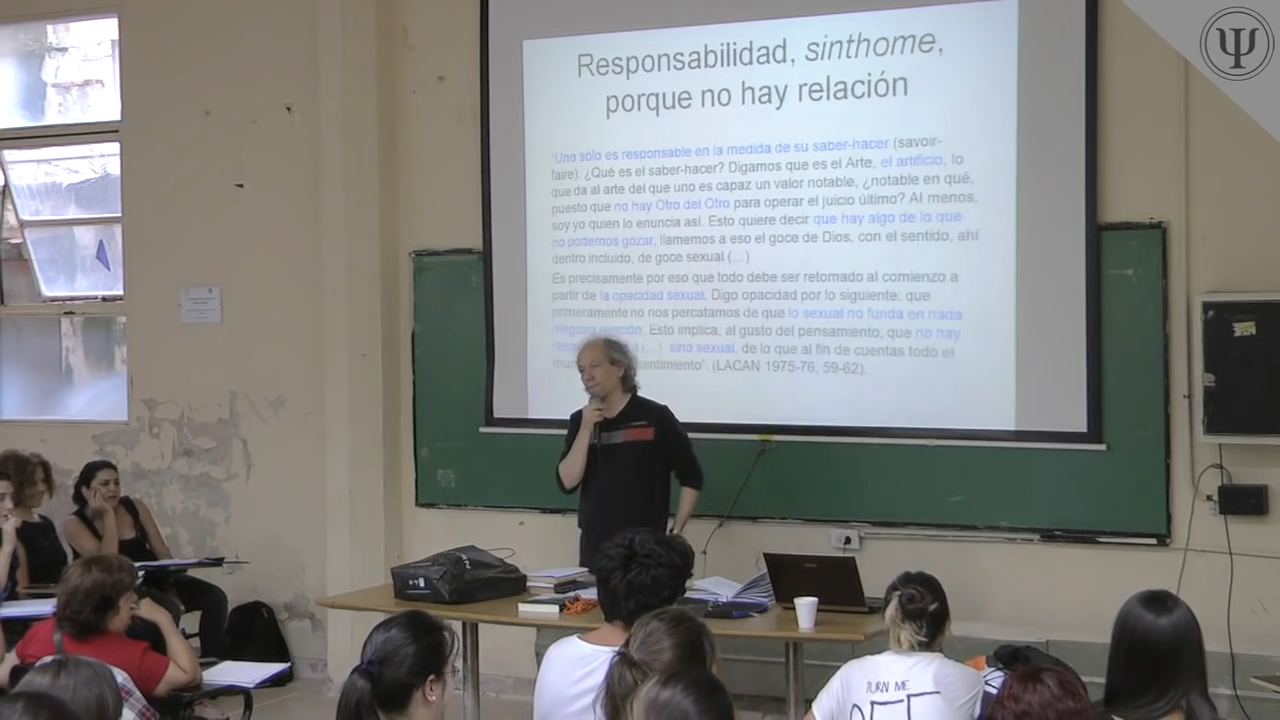 Responsabilidad, sinthome,
porque no hay relación
“Uno sólo es responsable en la medida de su saber-hacer (savoir-
faire). ¿Qué es el saber-hacer? Digamos que es el Arte, el artificio, lo
que da al arte del que uno es capaz un valor notable, ¿notable en qué,
puesto que no hay Otro del Otro para operar el juicio último? Al menos,
soy yo quien lo enuncia así. Esto quiere decir que hay algo de lo que
no podemos gozar, llamemos a eso el goce de Dios, con el sentido, ahí
dentro incluido, de goce sexual (...)
Es precisamente por eso que todo debe ser retomado al comienzo a
partir de la opacidad sexual. Digo opacidad por lo siguiente: que
primeramente no nos percatamos de que lo sexual no funda en nada
ninguna relación. Esto implica, al gusto del pensamiento, que no hay
(...) sino sexual, de lo que al fin de cuentas todo el
(LACAN 1975-76, 59-62).
Ψ
TURN ME